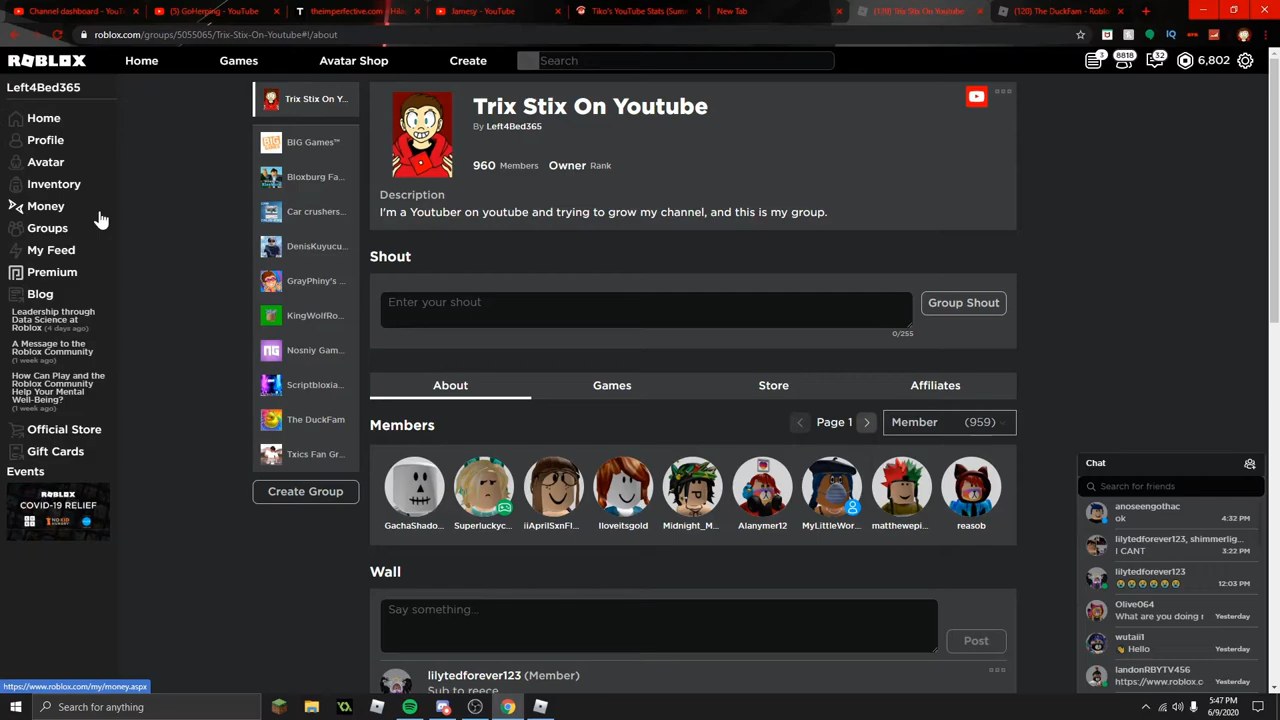 Channel dashboard - YouT
(5) GoHerping - YouTube
theimperfective.com
Jamesy - YouTube
Tiko's YouTube Stats (Sum
New Tab
Trix Stix On Youtube
(120) The DuckFam - Robl
roblox.com/groups/5055065/Trix-Stix-On-Youtube#!/about
ROBLOX
Home
Games
Avatar Shop
Create
Search
3
8818
32
6,802
Left4Bed365
Home
Profile
Avatar
Inventory
Money
Groups
My Feed
Premium
Blog
Leadership through
Data Science at
Roblox (4 days ago)
A Message to the
Roblox Community
(1 week ago)
How Can Play and the
Roblox Community
Help Your Mental
Well-Being?
(1 week ago)
Official Store
Gift Cards
Events
ROBLOX
COVID-19 RELIEF
NO KID HUNGRY
https://www.roblox.com/my/money.aspx
Trix Stix On Y...
BIG Games™
Bloxburg Fa...
Car crushers...
DenisKuyucu...
GrayPhiny's ...
KingWolfRo...
Nosniy Gam...
Scriptbloxia...
The DuckFam
Txics Fan Gr...
Create Group
Trix Stix On Youtube
By Left4Bed365
960 Members Owner Rank
Description
I'm a Youtuber on youtube and trying to grow my channel, and this is my group.
Shout
Enter your shout
Group Shout
0/255
About
Games
Store
Affiliates
Members
Page 1
Member (959)
GachaShado...
Superluckyc...
iiAprilSxnFl...
Iloveitsgold
Midnight_M...
Alanymer12
MyLittleWor...
matthewepi...
reasob
Wall
Say something...
Post
lilytedforever123 (Member)
Sub to reece
Chat
Search for friends
anoseengothac
ok 4:32 PM
lilytedforever123, shimmerlig...
I CANT 3:22 PM
lilytedforever123
😭😭😭😭😭😭 12:03 PM
Olive064
What are you doing r Yesterday
wutaii1
👋 Hello Yesterday
landonRBYTV456
https://www.roblox.c Yesterday
Search for anything
5:47 PM
6/9/2020